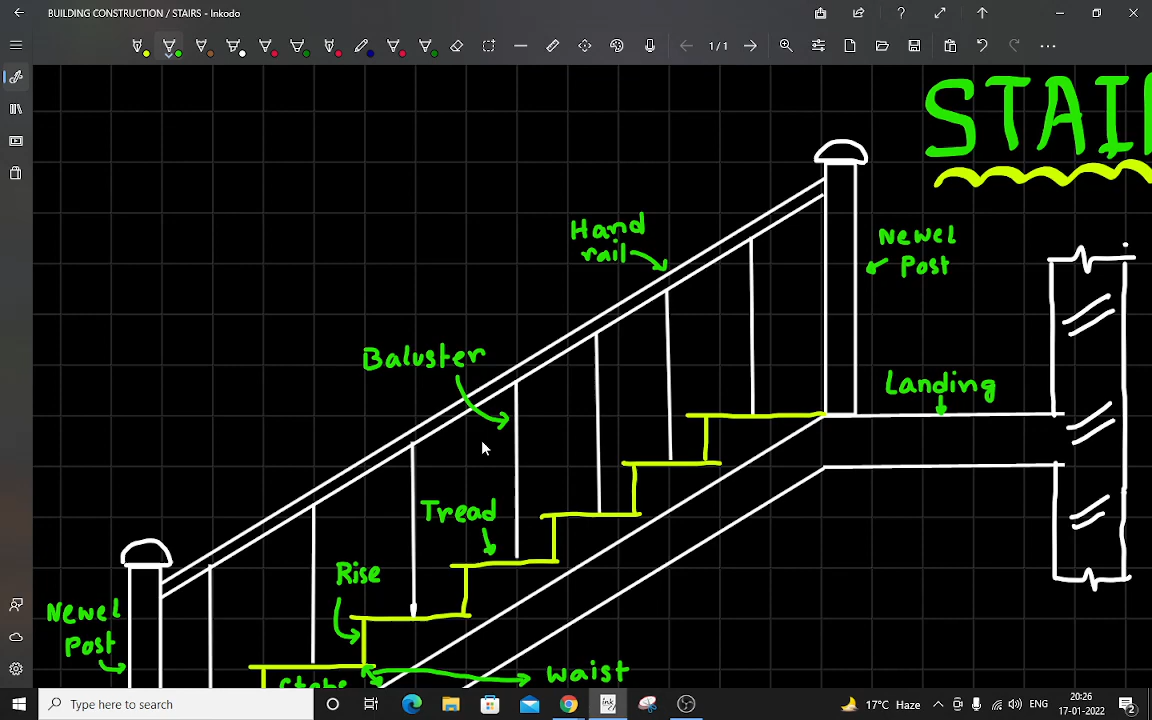 BUILDING CONSTRUCTION / STAIRS - Inkodo
1/1
STAI
Hand
rail
Newel
Post
Baluster
Landing
Tread
Rise
Newel
Post
Waist
Type here to search
17°C Haze
ENG
20:26
17-01-2022
2